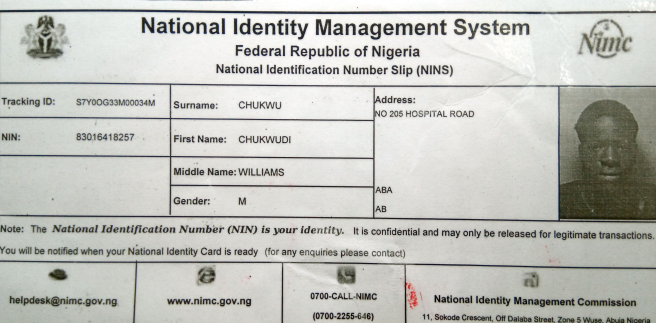 National Identity Management System
Federal Republic of Nigeria
National Identification Number Slip (NINS)
Nimc
Tracking ID: S7Y0OG33M00034M
Surname: CHUKWU
Address:
NO 205 HOSPITAL ROAD
NIN: 83016418257
First Name: CHUKWUDI
Middle Name: WILLIAMS
Gender: M
ABA
AB
Note: The National Identification Number (NIN) is your identity. It is confidential and may only be released for legitimate transactions.
You will be notified when your National Identity Card is ready (for any enquiries please contact)
helpdesk@nimc.gov.ng
www.nimc.gov.ng
0700-CALL-NIMC
(0700-2255-646)
National Identity Management Commission
11, Sokode Crescent, Off Dalaba Street, Zone 5 Wuse, Abuja Nigeria